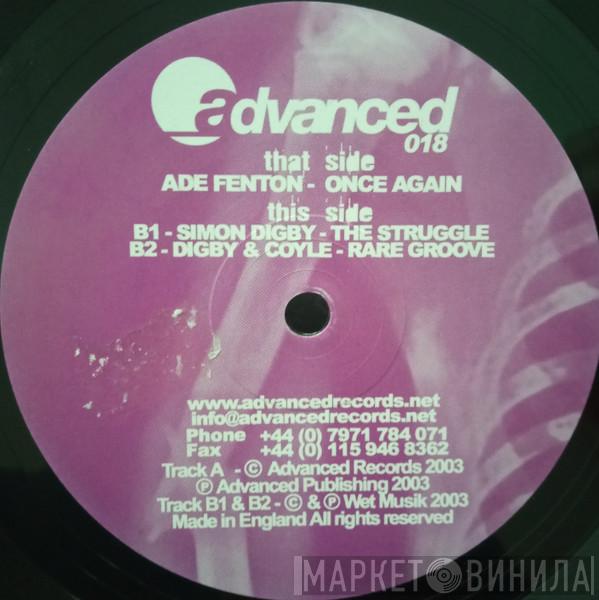 advanced
018
that side
ADE FENTON - ONCE AGAIN
this side
B1 - SIMON DIGBY - THE STRUGGLE
B2 - DIGBY & COYLE - RARE GROOVE
www.advancedrecords.net
info@advancedrecords.net
Phone +44 (0) 7971 784 071
Fax +44 (0) 115 946 8362
Track A - © Advanced Records 2003
℗ Advanced Publishing 2003
Track B1 & B2 - © & ℗ Wet Musik 2003
Made in England All rights reserved
МАРКЕТ ВИНИЛА